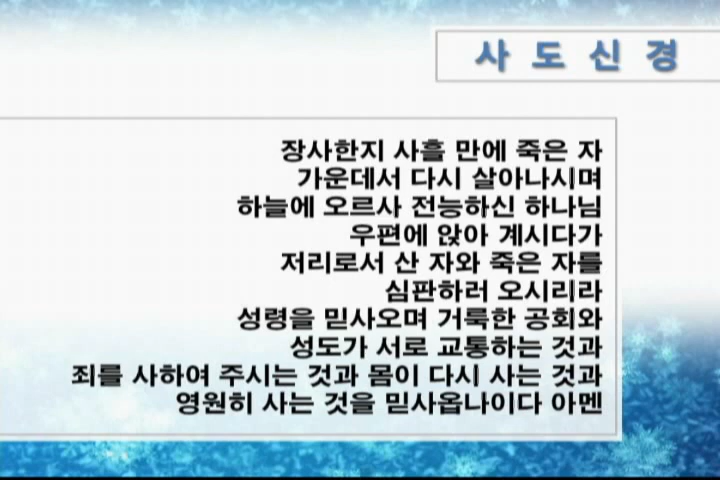 사 도 신 경
장사한지 사흘 만에 죽은 자
가운데서 다시 살아나시며
하늘에 오르사 전능하신 하나님
우편에 앉아 계시다가
저리로서 산 자와 죽은 자를
심판하러 오시리라
성령을 믿사오며 거룩한 공회와
성도가 서로 교통하는 것과
죄를 사하여 주시는 것과 몸이 다시 사는 것과
영원히 사는 것을 믿사옵나이다 아멘